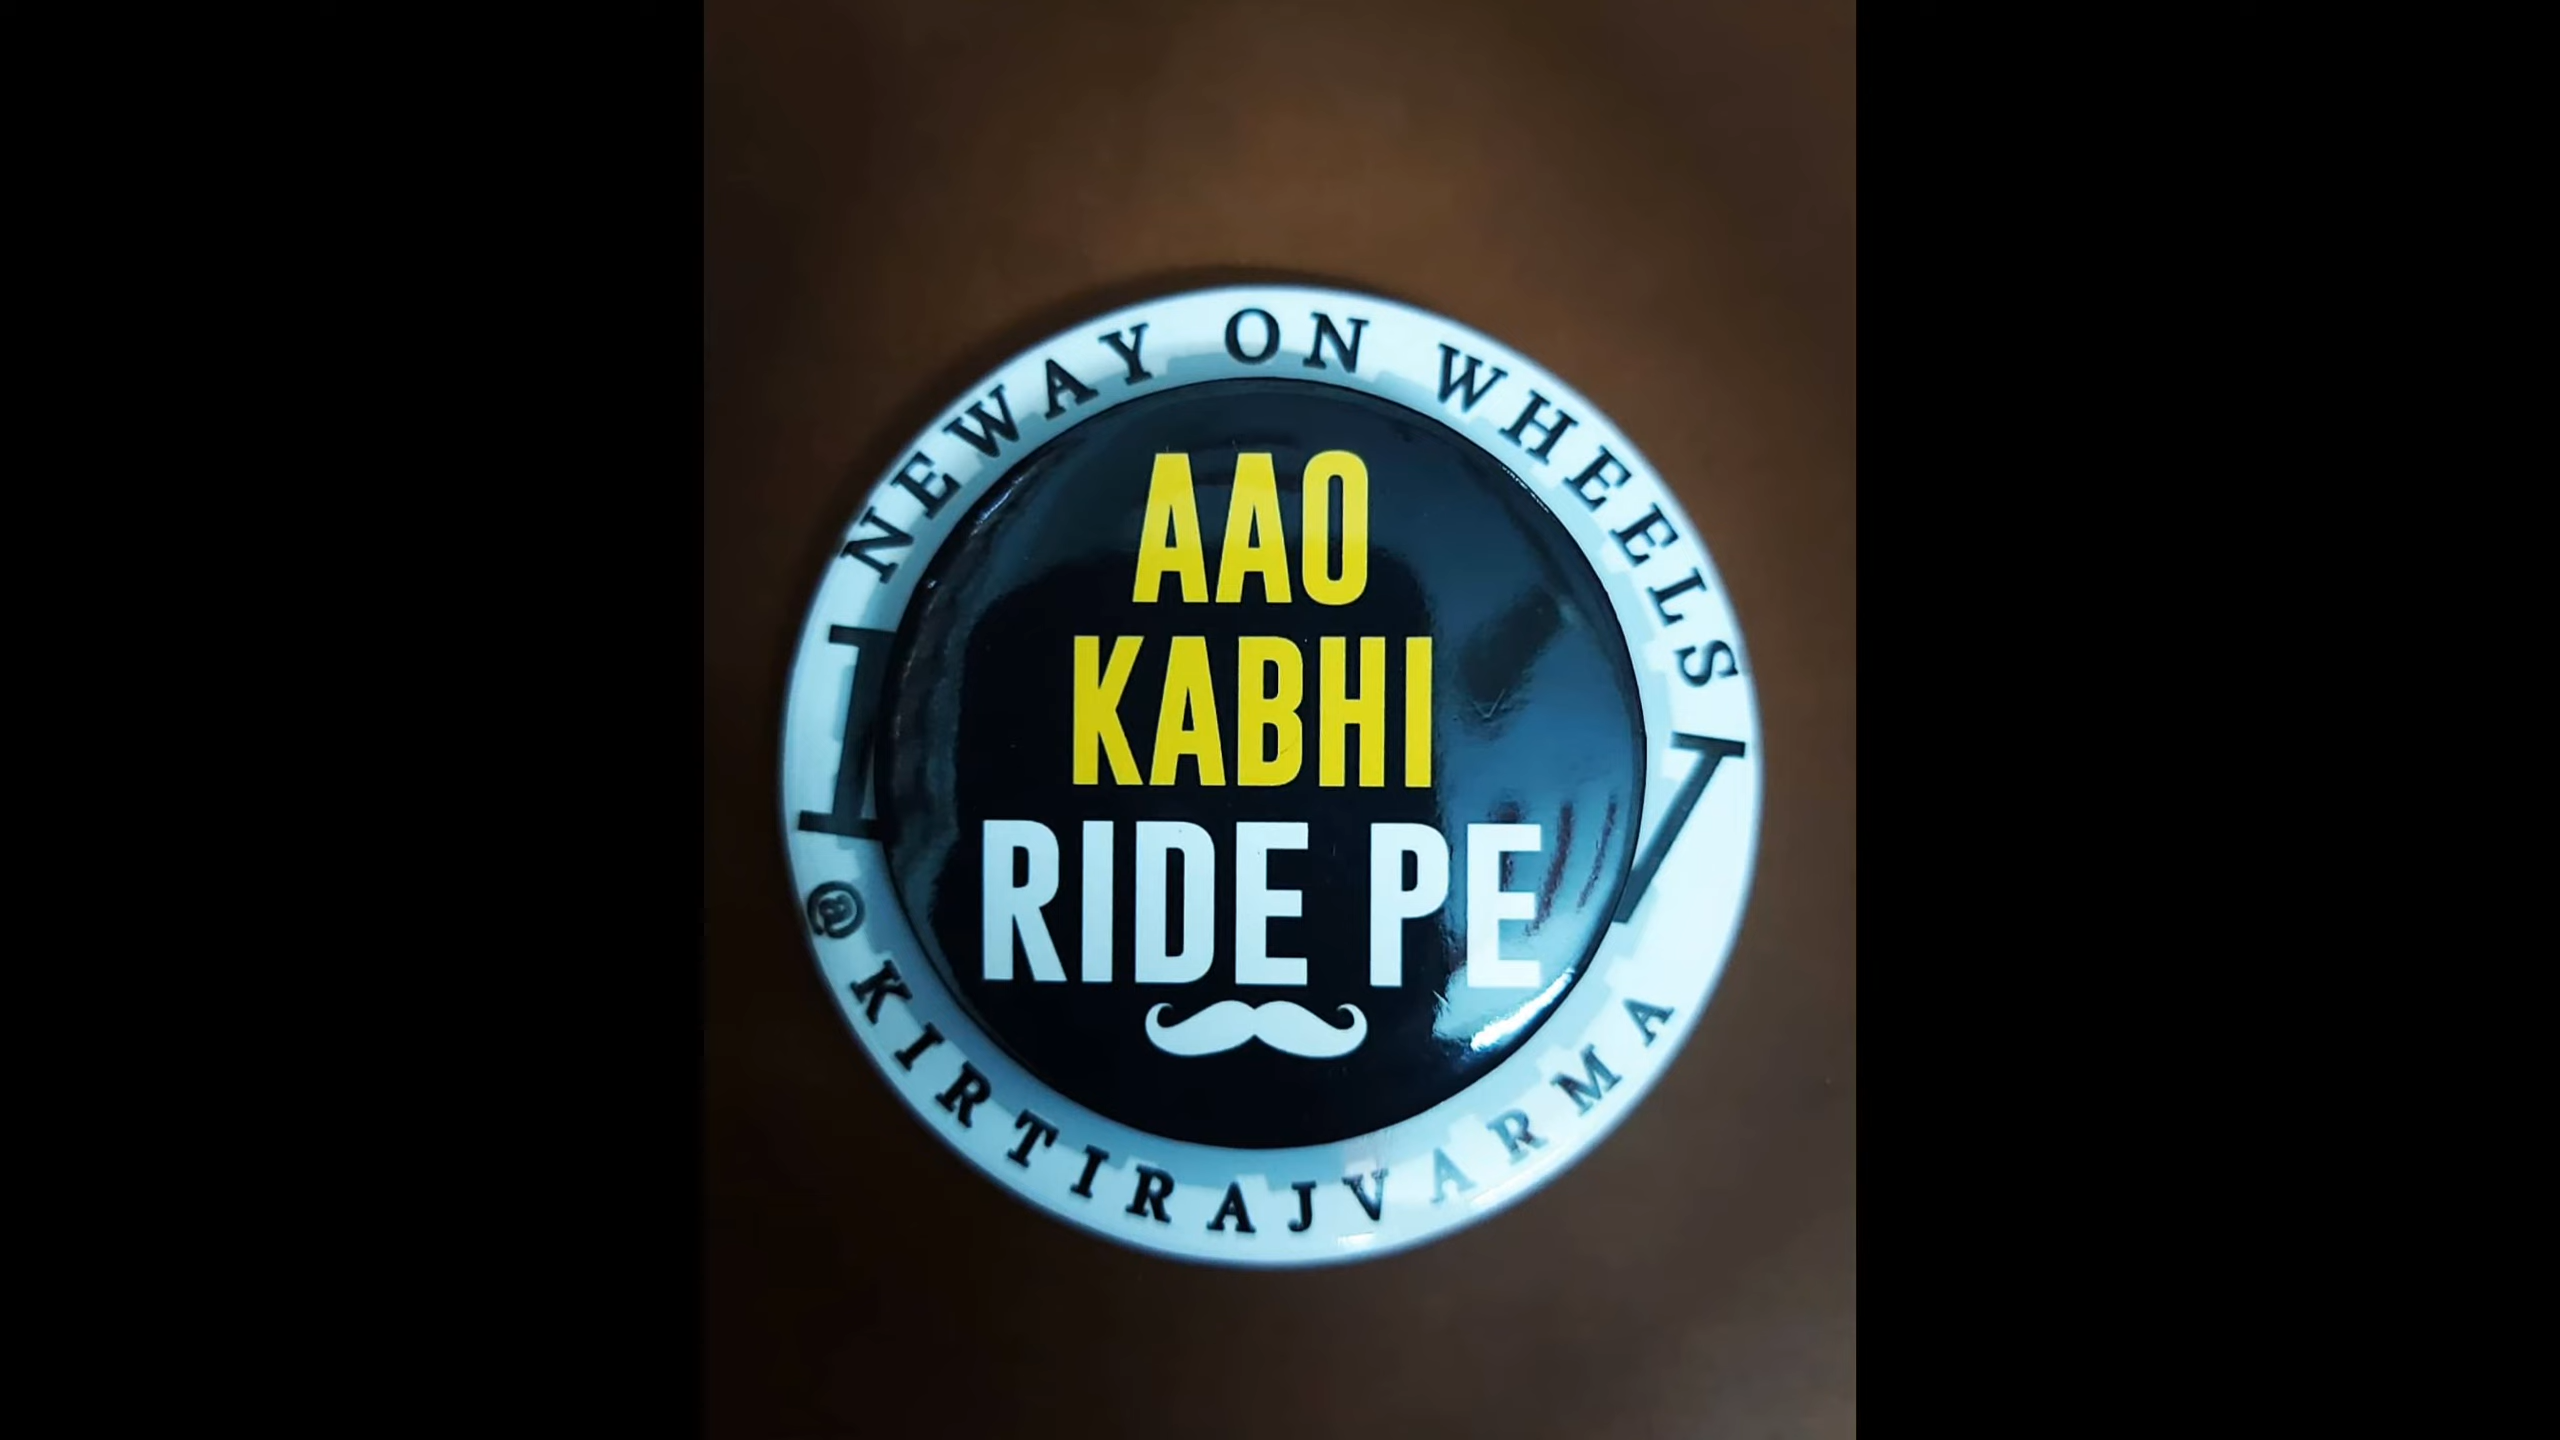 NEWAY ON WHEELS
AAO
KABHI
RIDE PE
@KIRTIRAJVARMA